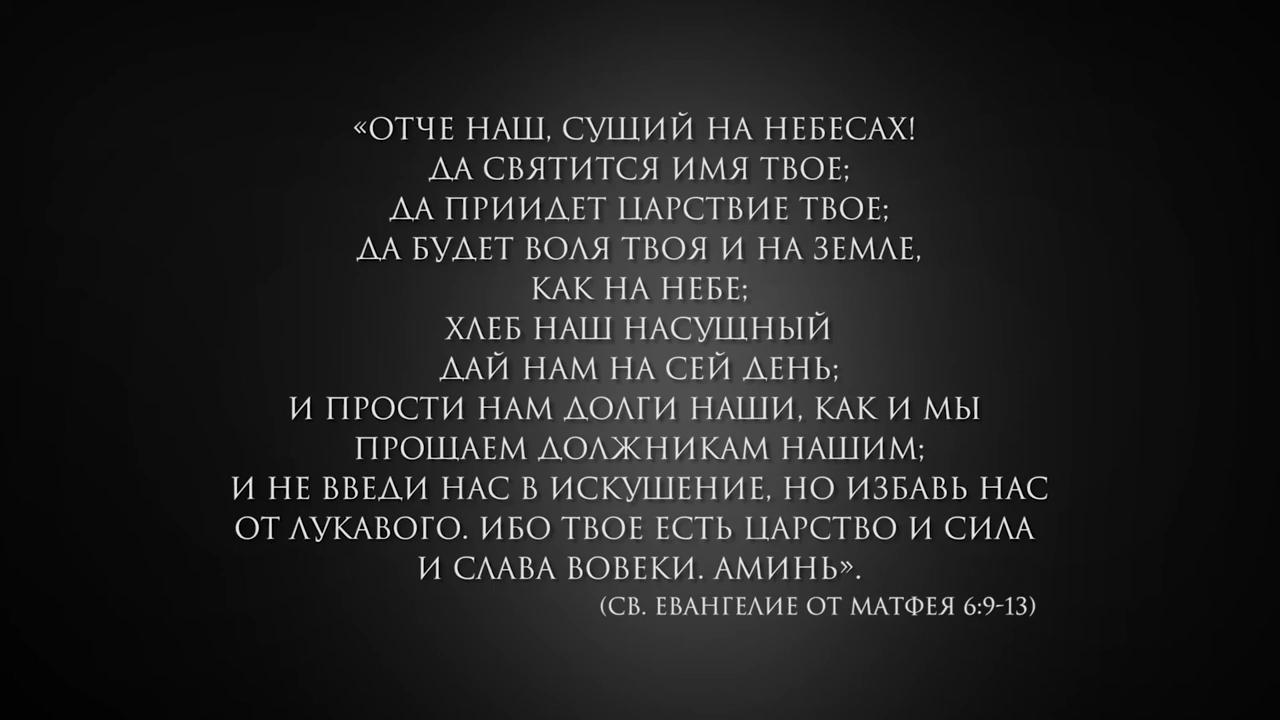 «ОТЧЕ НАШ, СУЩИЙ НА НЕБЕСАХ!
ДА СВЯТИТСЯ ИМЯ ТВОЕ;
ДА ПРИИДЕТ ЦАРСТВИЕ ТВОЕ;
ДА БУДЕТ ВОЛЯ ТВОЯ И НА ЗЕМЛЕ,
КАК НА НЕБЕ;
ХЛЕБ НАШ НАСУЩНЫЙ
ДАЙ НАМ НА СЕЙ ДЕНЬ;
И ПРОСТИ НАМ ДОЛГИ НАШИ, КАК И МЫ
ПРОЩАЕМ ДОЛЖНИКАМ НАШИМ;
И НЕ ВВЕДИ НАС В ИСКУШЕНИЕ, НО ИЗБАВЬ НАС
ОТ ЛУКАВОГО. ИБО ТВОЕ ЕСТЬ ЦАРСТВО И СИЛА
И СЛАВА ВОВЕКИ. АМИНЬ».
(СВ. ЕВАНГЕЛИЕ ОТ МАТФЕЯ 6:9-13)